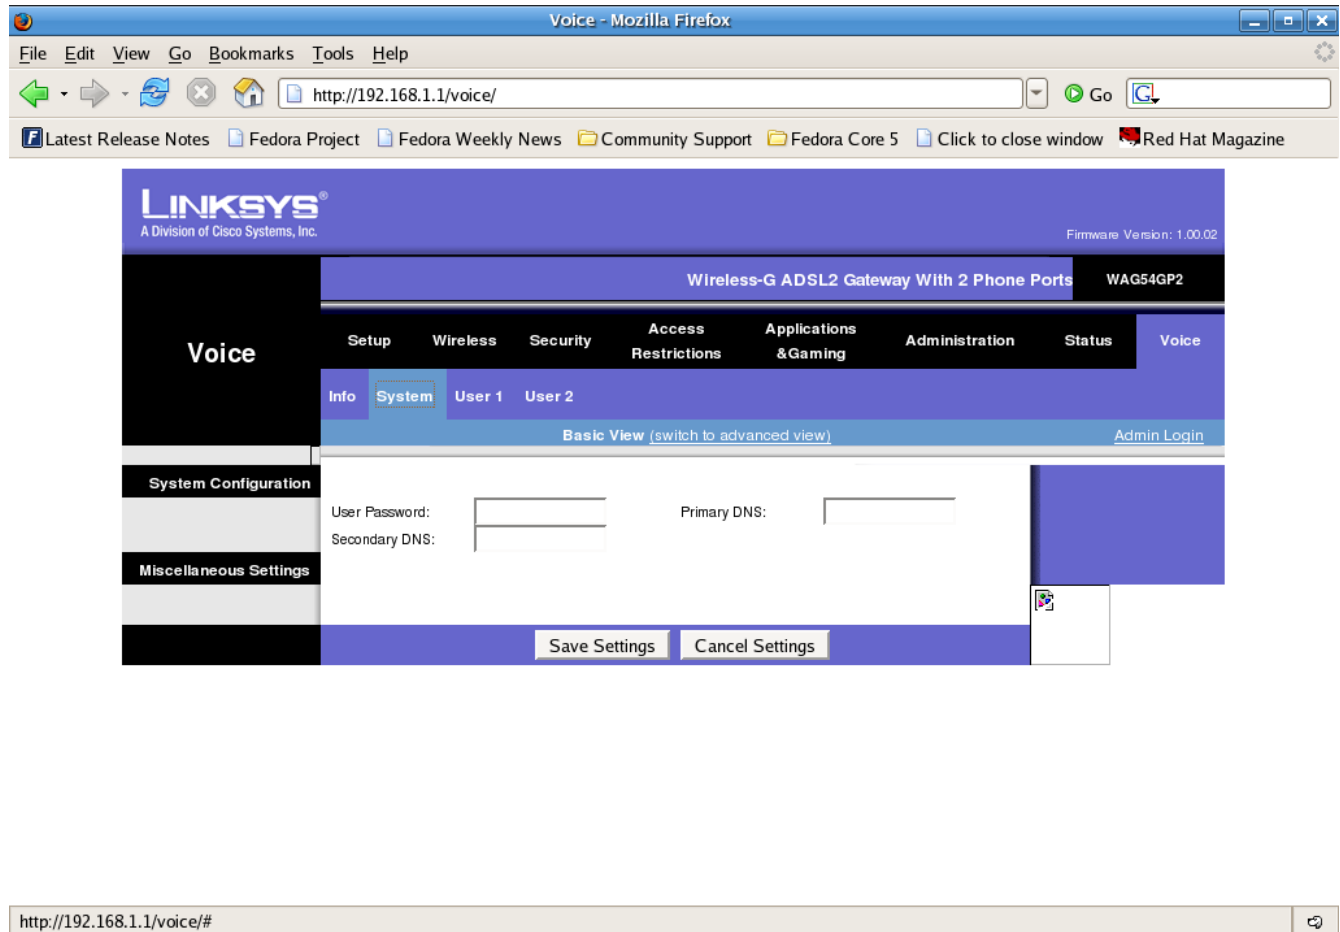 Voice - Mozilla Firefox
File Edit View Go Bookmarks Tools Help
http://192.168.1.1/voice/ Go G
Latest Release Notes Fedora Project Fedora Weekly News Community Support Fedora Core 5 Click to close window Red Hat Magazine
LINKSYS®
A Division of Cisco Systems, Inc.
Firmware Version: 1.00.02
Wireless-G ADSL2 Gateway With 2 Phone Ports WAG54GP2
Voice
Setup Wireless Security Access Restrictions Applications &Gaming Administration Status Voice
Info System User 1 User 2
Basic View (switch to advanced view) Admin Login
System Configuration
User Password: Primary DNS:
Secondary DNS:
Miscellaneous Settings
Save Settings Cancel Settings
http://192.168.1.1/voice/#